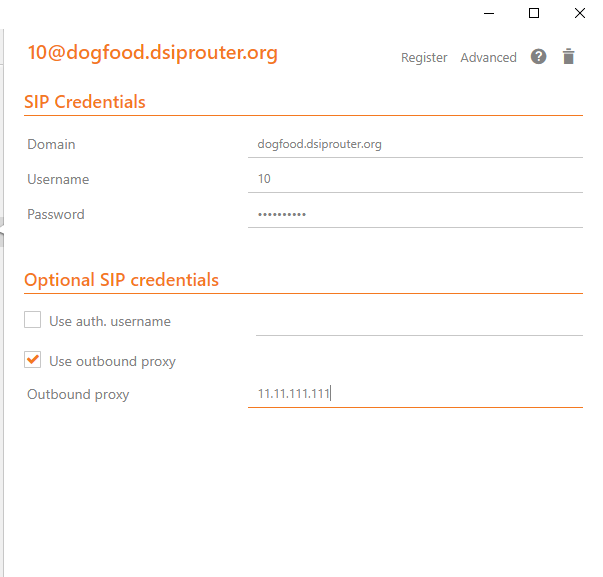 10@dogfood.dsiprouter.org
Register Advanced ?
SIP Credentials
Domain dogfood.dsiprouter.org
Username 10
Password ••••••••••
Optional SIP credentials
Use auth. username
Use outbound proxy
Outbound proxy 11.11.111.111